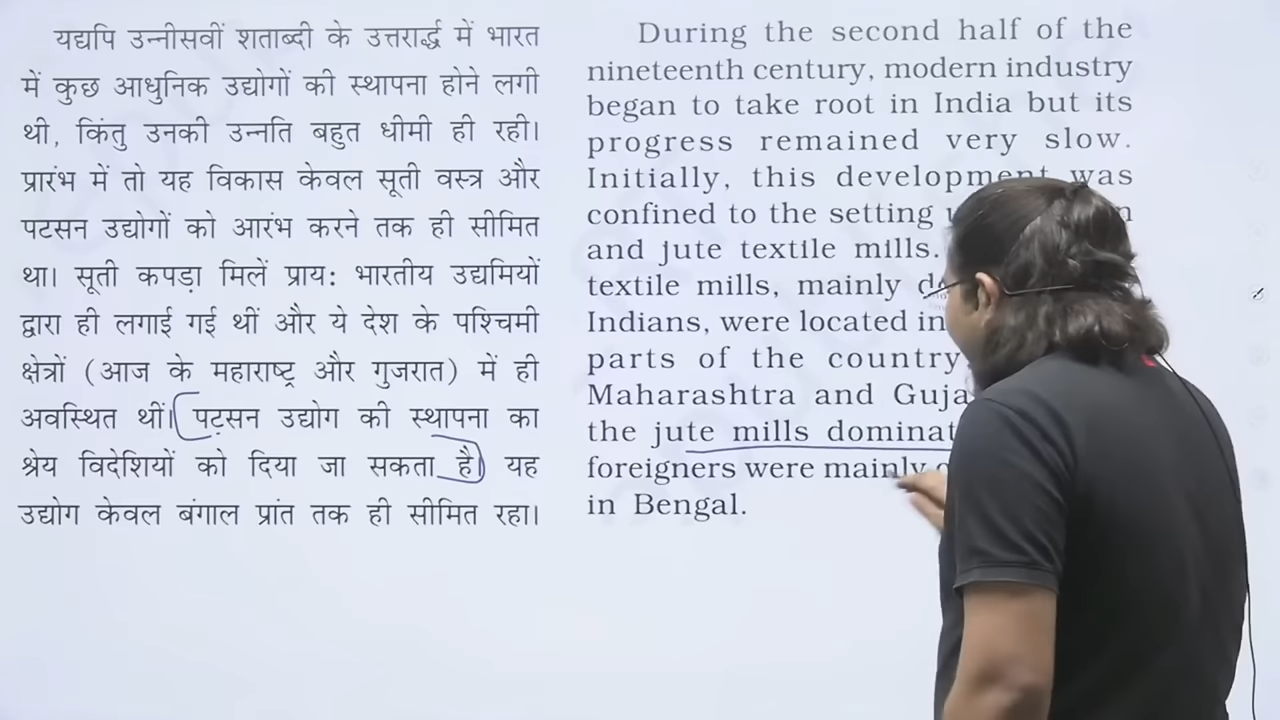 यद्यपि उन्नीसवीं शताब्दी के उत्तरार्द्ध में भारत
में कुछ आधुनिक उद्योगों की स्थापना होने लगी
थी, किंतु उनकी उन्नति बहुत धीमी ही रही।
प्रारंभ में तो यह विकास केवल सूती वस्त्र और
पटसन उद्योगों को आरंभ करने तक ही सीमित
था। सूती कपड़ा मिलें प्राय: भारतीय उद्यमियों
द्वारा ही लगाई गई थीं और ये देश के पश्चिमी
क्षेत्रों (आज के महाराष्ट्र और गुजरात) में ही
अवस्थित थीं। पटसन उद्योग की स्थापना का
श्रेय विदेशियों को दिया जा सकता है। यह
उद्योग केवल बंगाल प्रांत तक ही सीमित रहा।
During the second half of the
nineteenth century, modern industry
began to take root in India but its
progress remained very slow.
Initially, this development was
confined to the setting
and jute textile mills.
textile mills, mainly
Indians, were located in
parts of the country
Maharashtra and
the jute mills
foreigners were mainly
in Bengal.